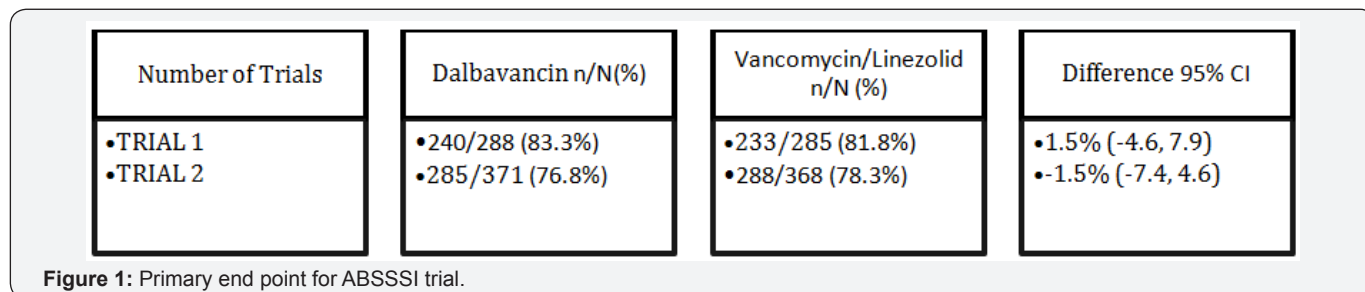 Number of Trials
Dalbavancin n/N(%)
Vancomycin/Linezolid
n/N (%)
Difference 95% CI
•TRIAL 1
•TRIAL 2
•240/288 (83.3%)
•285/371 (76.8%)
•233/285 (81.8%)
•288/368 (78.3%)
•1.5% (-4.6, 7.9)
•-1.5% (-7.4, 4.6)
Figure 1: Primary end point for ABSSSI trial.